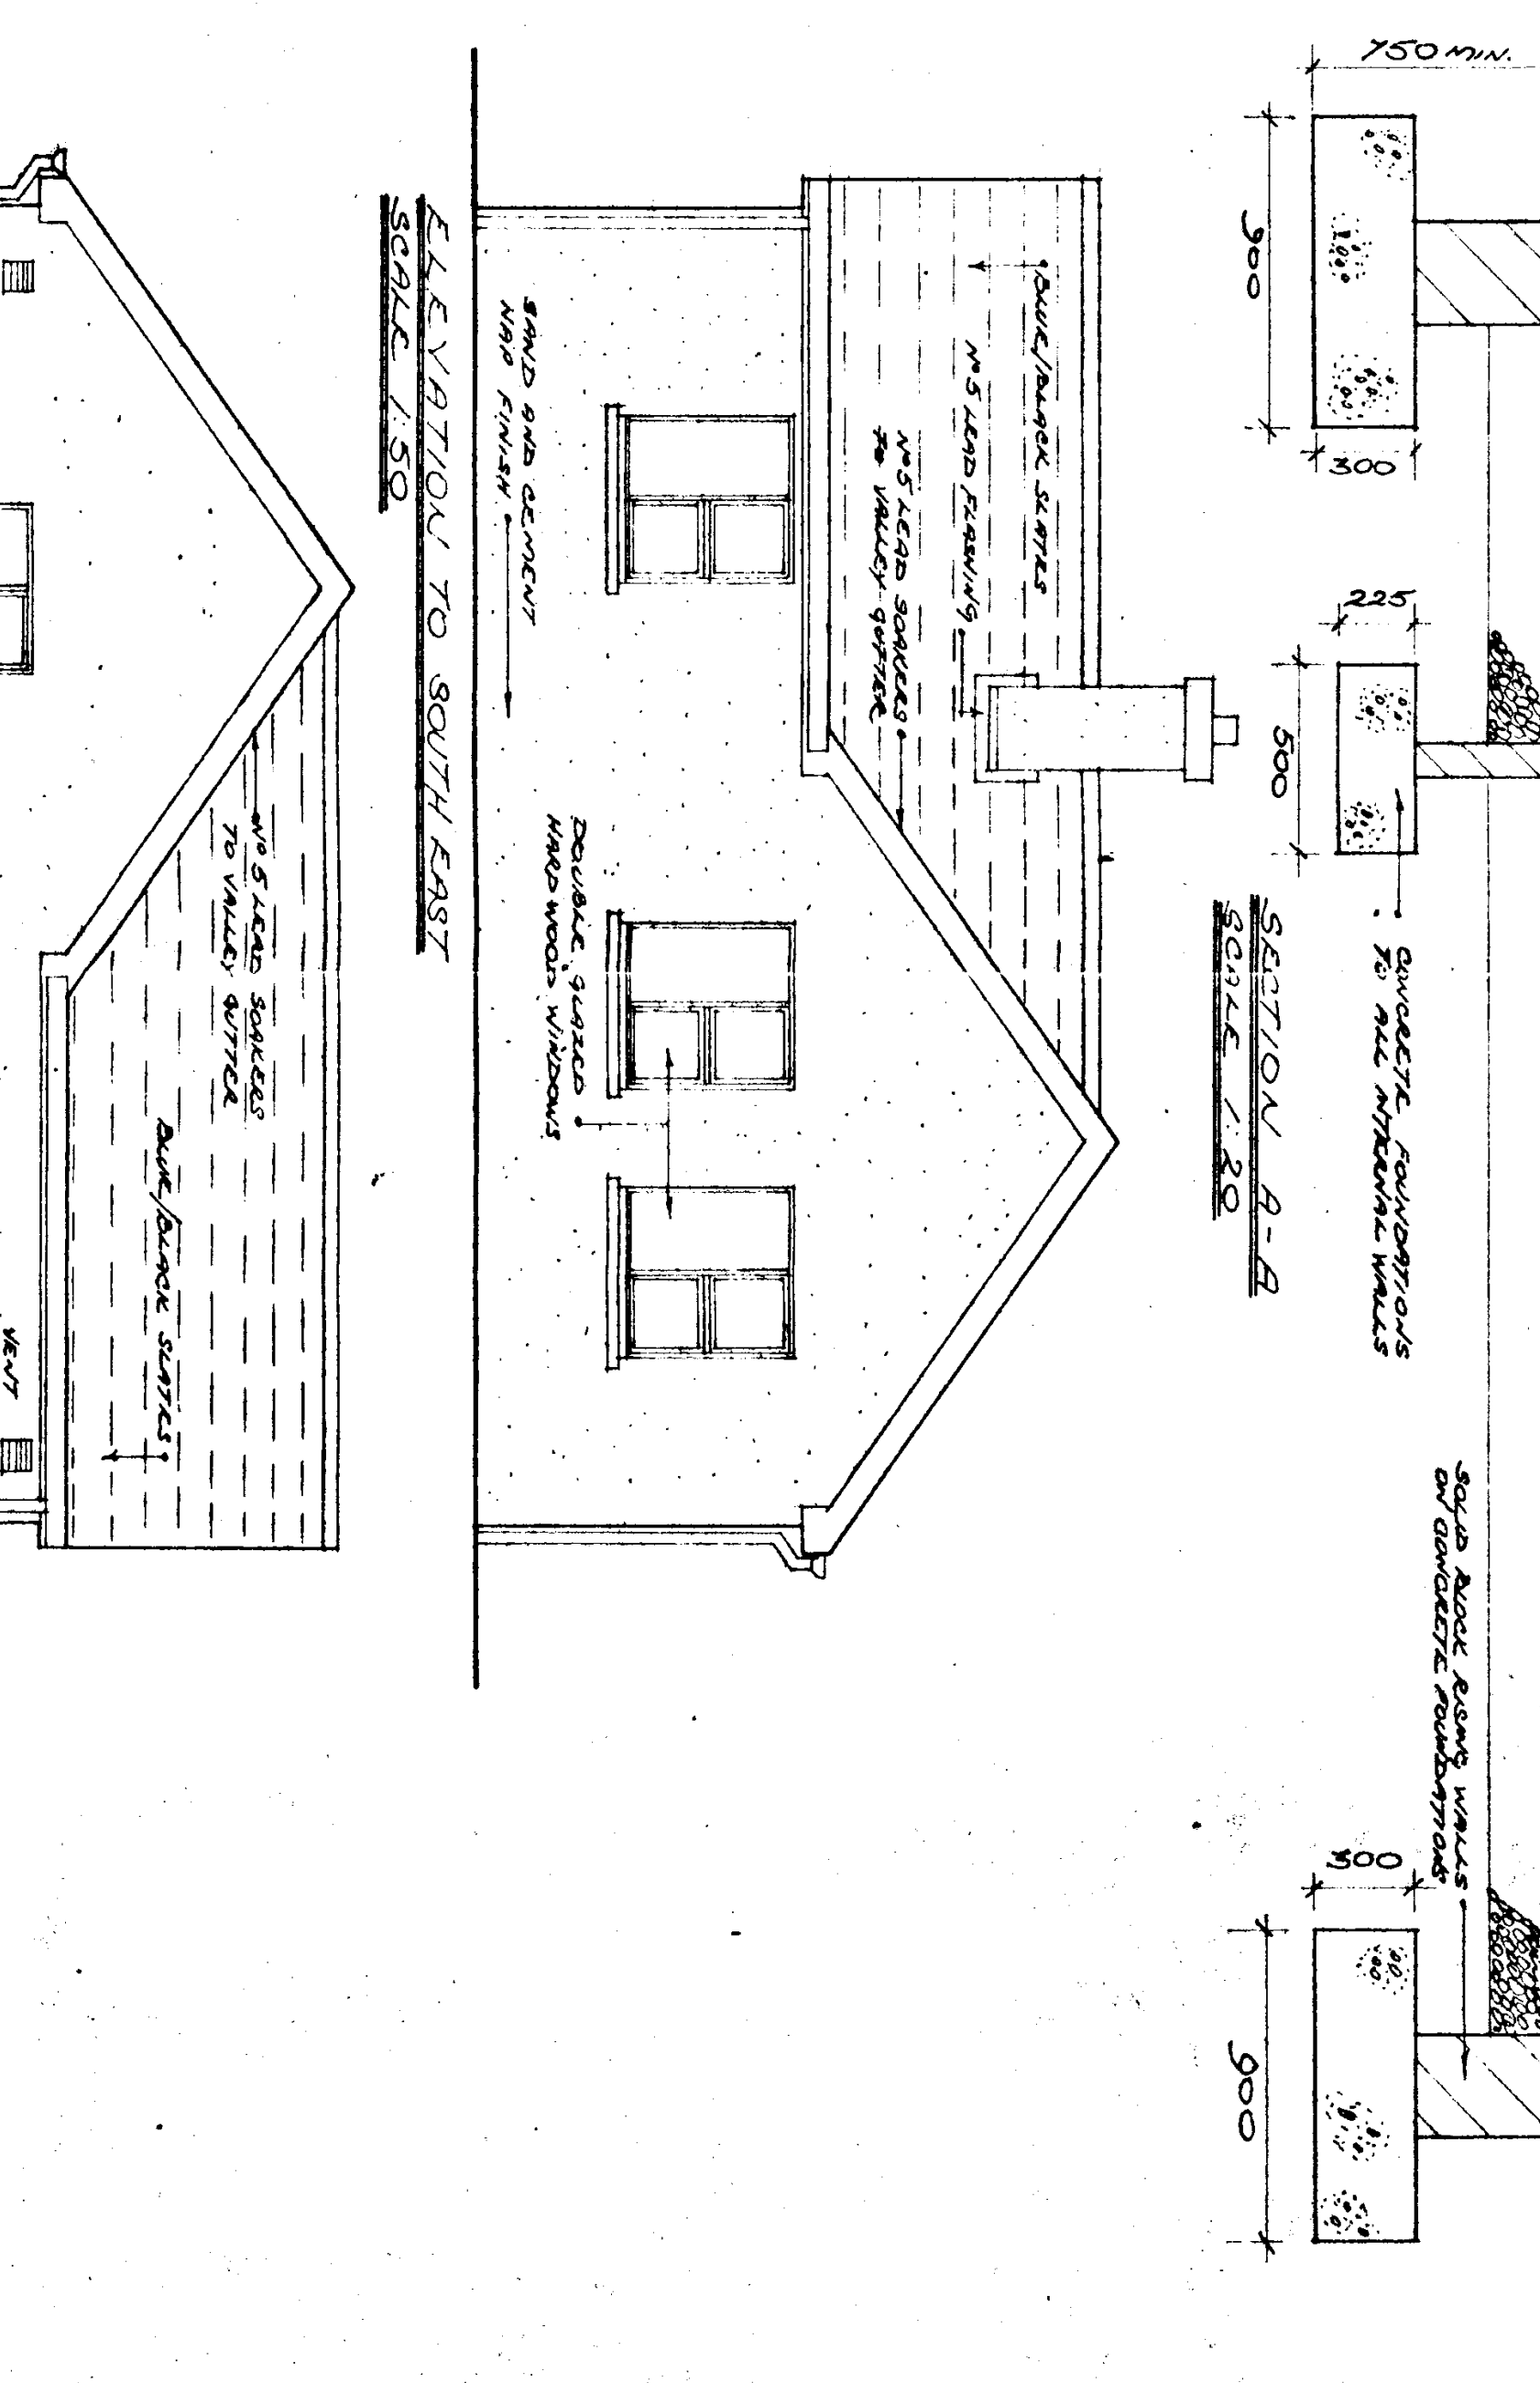 750 MIN.
900
300
225
500
CONCRETE FOUNDATIONS
TO ALL INTERNAL WALLS
SOLID BLOCK RISING WALLS
ON CONCRETE FOUNDATIONS
300
900
SECTION A-A
SCALE 1:20
BLUE/BLACK SLATES
Nº5 LEAD FLASHING
Nº5 LEAD SOAKERS
TO VALLEY GUTTER
DOUBLE GLAZED
HARDWOOD WINDOWS
SAND AND CEMENT
NAP FINISH
ELEVATION TO SOUTH EAST
SCALE 1:50
Nº5 LEAD SOAKERS
TO VALLEY GUTTER
BLUE/BLACK SLATES
VENT